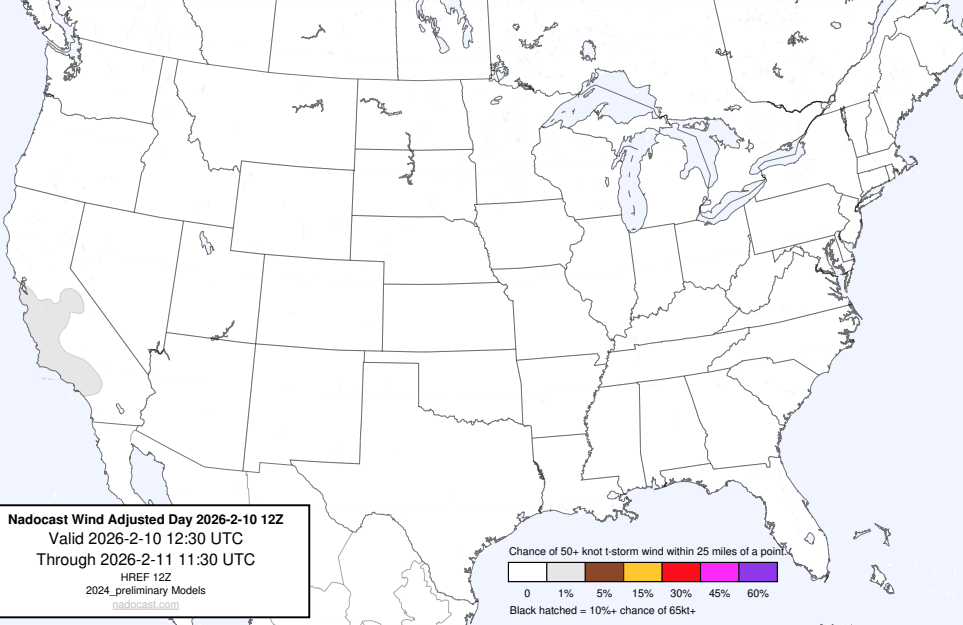 Nadocast Wind Adjusted Day 2026-2-10 12Z
Valid 2026-2-10 12:30 UTC
Through 2026-2-11 11:30 UTC
HREF 12Z
2024_preliminary Models
nadocast.com
Chance of 50+ knot t-storm wind within 25 miles of a point.
0 1% 5% 15% 30% 45% 60%
Black hatched = 10%+ chance of 65kt+